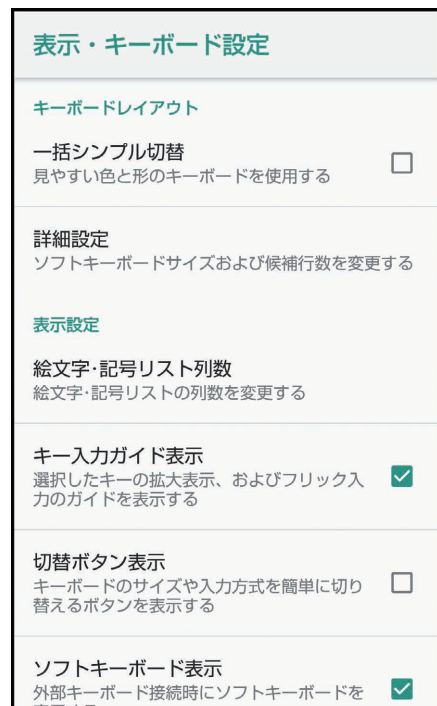 表示・キーボード設定
キーボードレイアウト
一括シンプル切替
見やすい色と形のキーボードを使用する
詳細設定
ソフトキーボードサイズおよび候補行数を変更する
表示設定
絵文字･記号リスト列数
絵文字･記号リストの列数を変更する
キー入力ガイド表示
選択したキーの拡大表示、およびフリック入
力のガイドを表示する
切替ボタン表示
キーボードのサイズや入力方式を簡単に切り
替えるボタンを表示する
ソフトキーボード表示
外部キーボード接続時にソフトキーボードを